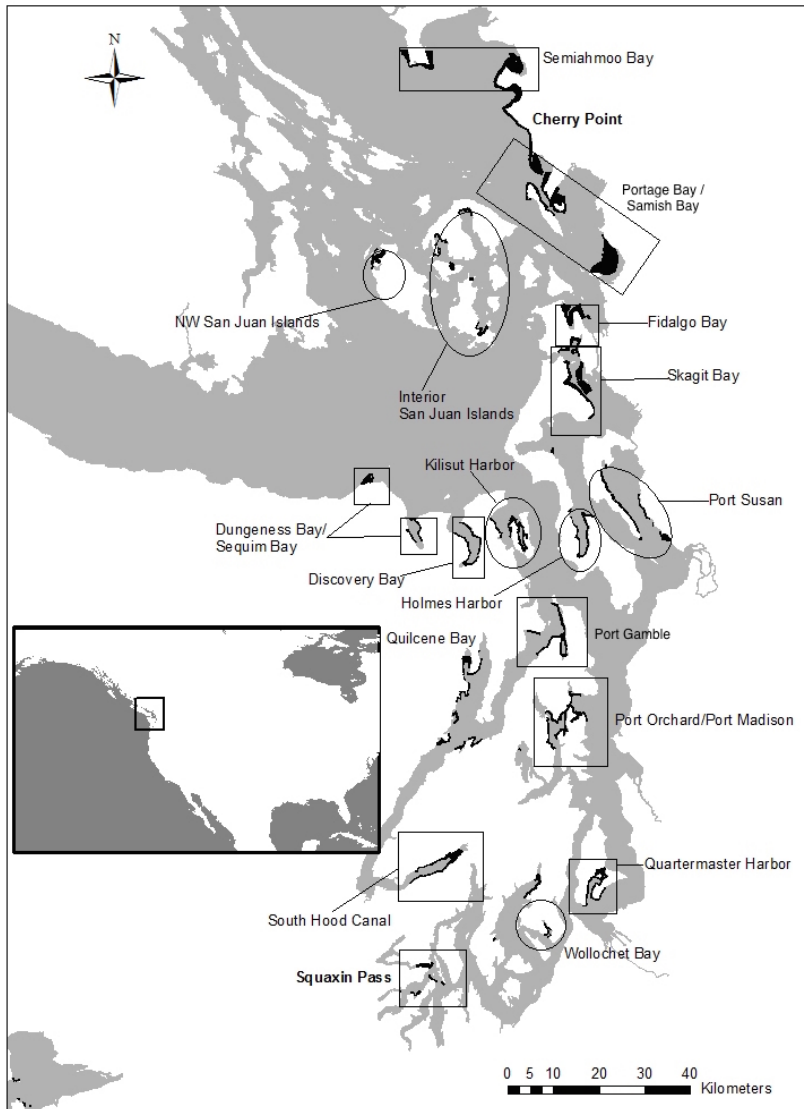 N
Semiahmoo Bay
Cherry Point
Portage Bay /
Samish Bay
NW San Juan Islands
Fidalgo Bay
Interior
San Juan Islands
Skagit Bay
Kilisut Harbor
Port Susan
Dungeness Bay/
Sequim Bay
Discovery Bay
Holmes Harbor
Quilcene Bay
Port Gamble
Port Orchard/Port Madison
Quartermaster Harbor
South Hood Canal
Wollochet Bay
Squaxin Pass
0 5 10 20 30 40
Kilometers